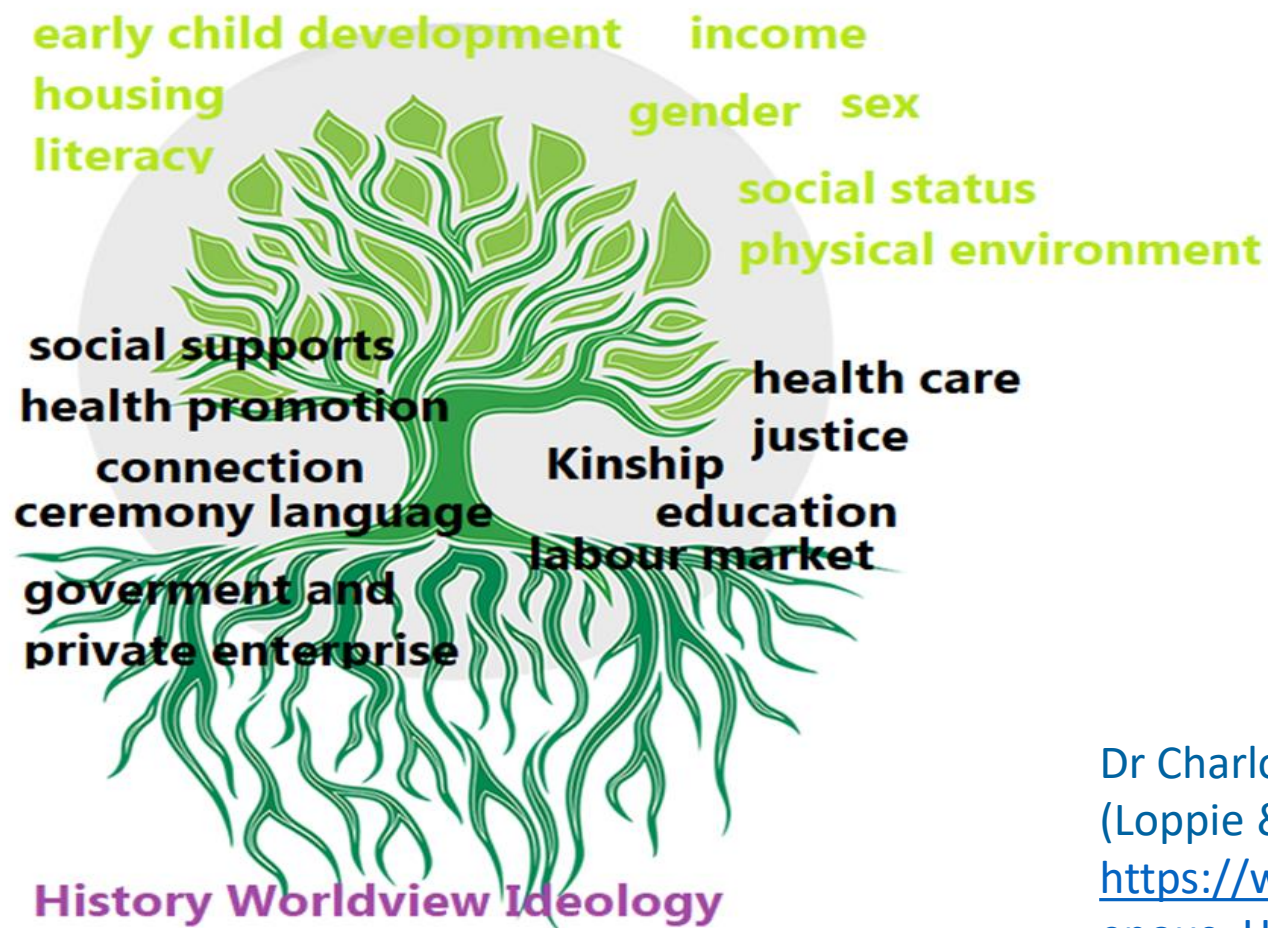 early child development income
housing
gender sex
literacy
social status
physical environment
social supports
health care
health promotion
justice
connection
Kinship
ceremony language
education
labour market
goverment and
private enterprise
History Worldview Ideology
Dr Charlo
(Loppie &
https://w